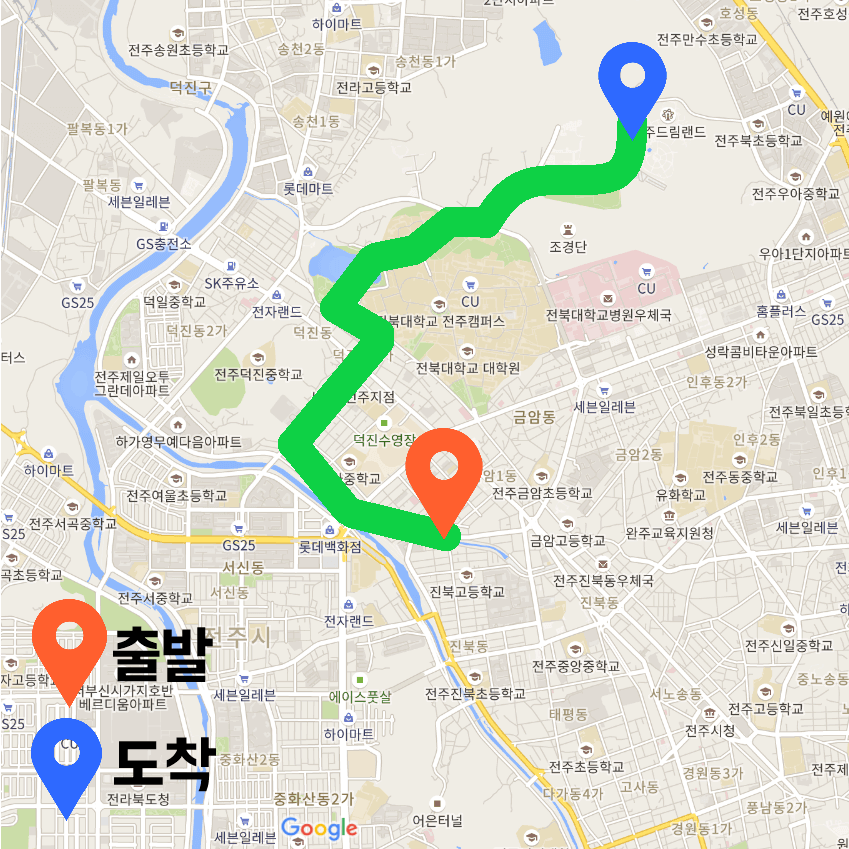 2단지아파트
호성동
하이마트
전주송원초등학교
송천2동
전주만수초등학교
전주호성
송천동1가
덕진구
전라고등학교
CU
예원예
팔복동1가
송천1동
주드림랜드
전주북초등학교
팔복동
세븐일레븐
롯데마트
전주우아중학교
GS충전소
조경단
우아1단지아파트
SK주유소
CU
CU
GS25
덕일중학교
전자랜드
전북대학교병원우체국
홈플러스
GS25
덕진동2가
덕진동
전북대학교 전주캠퍼스
전주제일오투
그란데아파트
전주덕진중학교
전북대학교 대학원
성락콤비타운아파트
터스
인후동2가
전주지점
세븐일레븐
전주북일초등학교
하가영무예다음아파트
덕진수영장
금암동
인후2동
하이마트
중학교
암1동
금암2동
전주동중학교
인후1
전주여울초등학교
전주금암초등학교
유화학교
전주서곡중학교
GS25
GS25
롯데백화점
금암고등학교
완주교육지원청
세븐일레븐
곡초등학교
서신동
전주진북동우체국
전주서중학교
서신동
진북고등학교
진북동
전자랜드
출발
전주시
진북동
전주신일중학교
자고등학교
서부신시가지호반
베르디움아파트
세븐일레븐
에이스풋살
전주진북초등학교
전주중앙중학교
서노송동
노송동
전주고등학교
GS25
하이마트
태평동
전주시청
CU
도착
중화산2동
전주초등학교
경원동3가
전주제
전라북도청
중화산동2가
고사동
다가동4가
풍남동2가
세븐일레븐
Google
어은터널
경원동1가